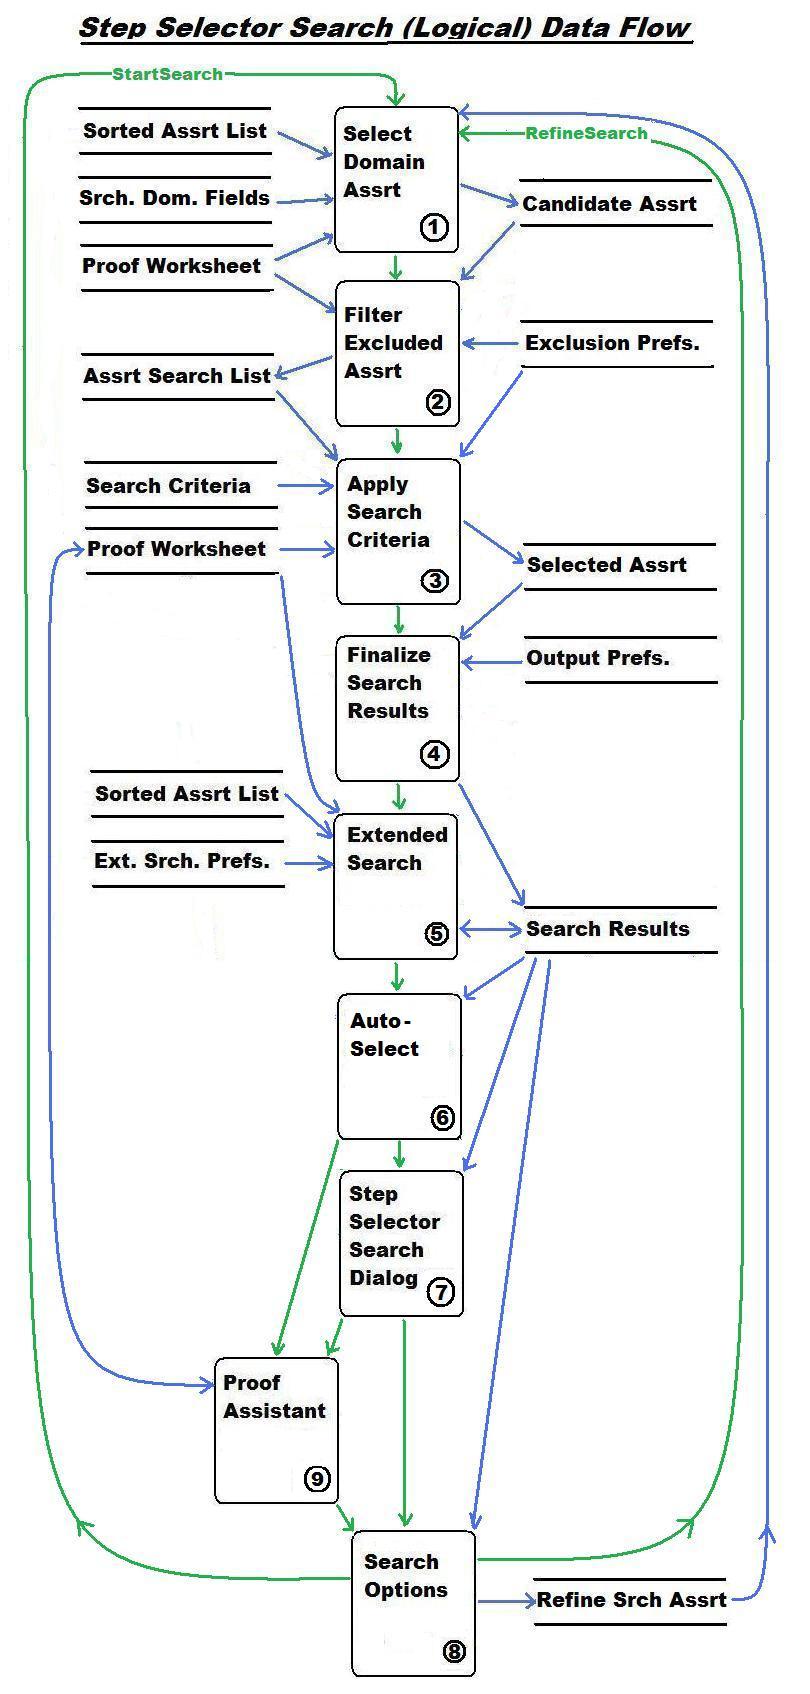 Step Selector Search (Logical) Data Flow
StartSearch
Sorted Assrt List
Select
Domain
Assrt
1
RefineSearch
Srch. Dom. Fields
Candidate Assrt
Proof Worksheet
Filter
Excluded
Assrt
2
Exclusion Prefs.
Assrt Search List
Search Criteria
Apply
Search
Criteria
3
Proof Worksheet
Selected Assrt
Finalize
Search
Results
4
Output Prefs.
Sorted Assrt List
Ext. Srch. Prefs.
Extended
Search
5
Search Results
Auto-
Select
6
Step
Selector
Search
Dialog
7
Proof
Assistant
9
Search
Options
8
Refine Srch Assrt